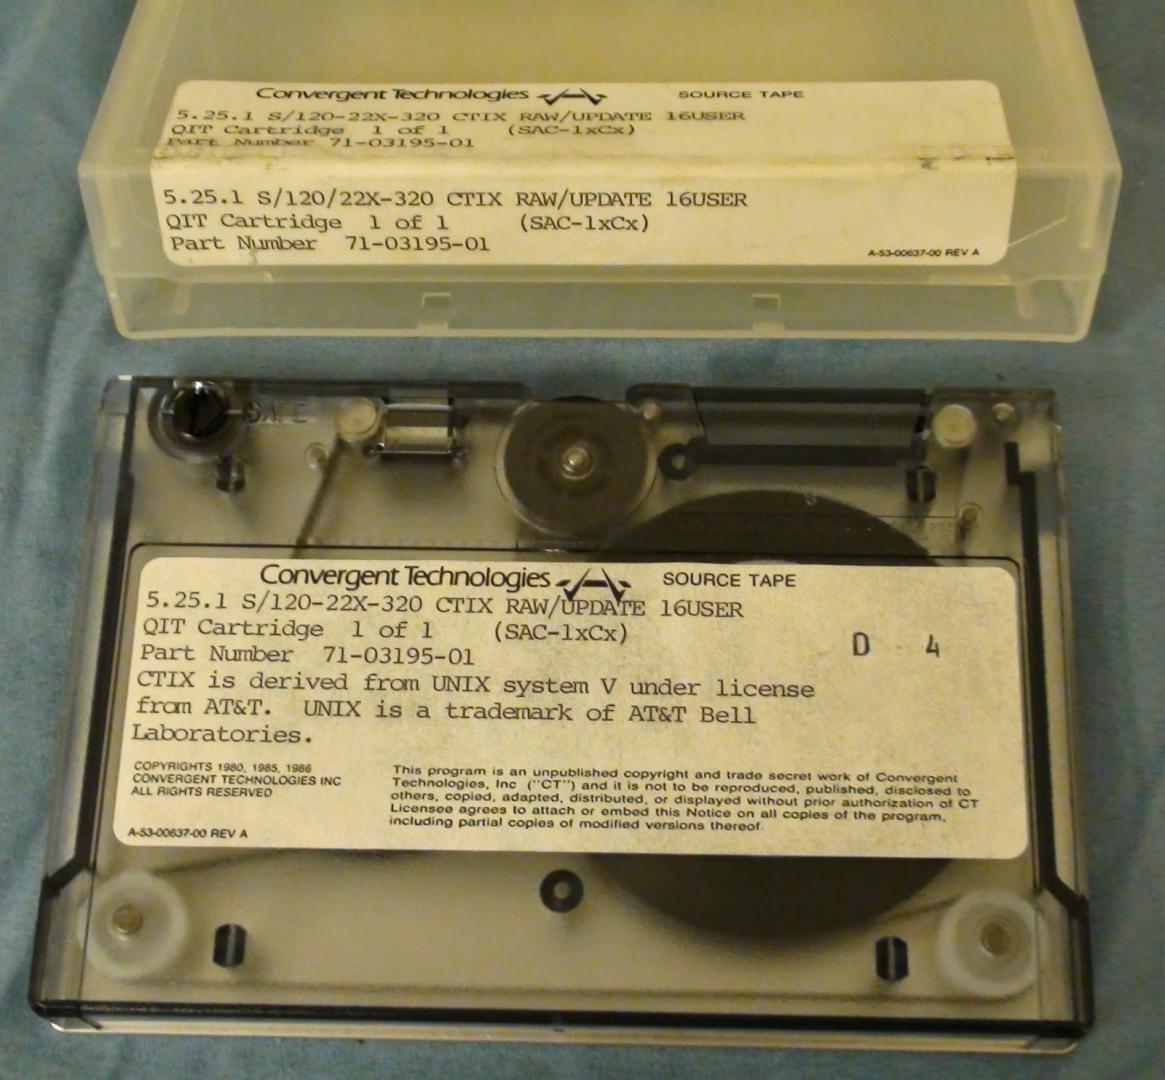 Convergent Technologies SOURCE TAPE
5.25.1 S/120-22X-320 CTIX RAW/UPDATE 16USER
QIT Cartridge 1 of 1 (SAC-1xCx)
Part Number 71-03195-01
5.25.1 S/120/22X-320 CTIX RAW/UPDATE 16USER
QIT Cartridge 1 of 1 (SAC-1xCx)
Part Number 71-03195-01
A-53-00637-00 REV A
SAFE
Convergent Technologies SOURCE TAPE
5.25.1 S/120-22X-320 CTIX RAW/UPDATE 16USER
QIT Cartridge 1 of 1 (SAC-1xCx)
D 4
Part Number 71-03195-01
CTIX is derived from UNIX system V under license
from AT&T. UNIX is a trademark of AT&T Bell
Laboratories.
COPYRIGHTS 1980, 1985, 1986
CONVERGENT TECHNOLOGIES INC
ALL RIGHTS RESERVED
This program is an unpublished copyright and trade secret work of Convergent
Technologies, Inc ("CT") and it is not to be reproduced, published, disclosed to
others, copied, adapted, distributed, or displayed without prior authorization of CT
Licensee agrees to attach or embed this Notice on all copies of the program,
including partial copies of modified versions thereof.
A-53-00637-00 REV A